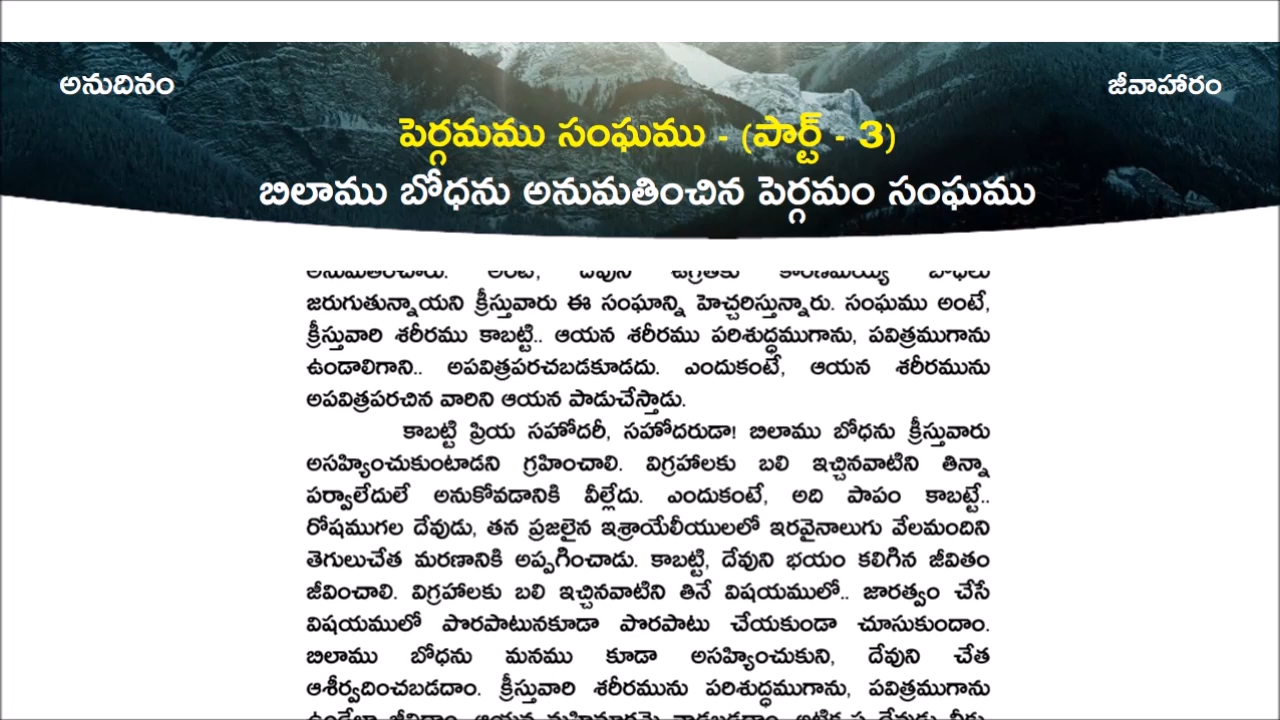 అనుదినం
జీవాహారం
పెర్గమము సంఘము - (పార్ట్ - 3)
బిలాము బోధను అనుమతించిన పెర్గమం సంఘము
జరుగుతున్నాయని క్రీస్తువారు ఈ సంఘాన్ని హెచ్చరిస్తున్నారు. సంఘము అంటే,
క్రీస్తువారి శరీరము కాబట్టి.. ఆయన శరీరము పరిశుద్ధముగాను, పవిత్రముగాను
ఉండాలిగాని.. అపవిత్రపరచబడకూడదు. ఎందుకంటే, ఆయన శరీరమును
అపవిత్రపరచిన వారిని ఆయన పాడుచేస్తాడు.
కాబట్టి ప్రియ సహోదరీ, సహోదరుడా! బిలాము బోధను క్రీస్తువారు
అసహ్యించుకుంటాడని గ్రహించాలి. విగ్రహాలకు బలి ఇచ్చినవాటిని తిన్నా
పర్వాలేదులే అనుకోవడానికి వీల్లేదు. ఎందుకంటే, అది పాపం కాబట్టే..
రోషముగల దేవుడు, తన ప్రజలైన ఇశ్రాయేలీయులలో ఇరవైనాలుగు వేలమందిని
తెగులుచేత మరణానికి అప్పగించాడు. కాబట్టి, దేవుని భయం కలిగిన జీవితం
జీవించాలి. విగ్రహాలకు బలి ఇచ్చినవాటిని తినే విషయములో.. జారత్వం చేసే
విషయములో పొరపాటునకూడా పొరపాటు చేయకుండా చూసుకుందాం.
బిలాము బోధను మనము కూడా అసహ్యించుకుని, దేవుని చేత
ఆశీర్వదించబడదాం. క్రీస్తువారి శరీరమును పరిశుద్ధముగాను, పవిత్రముగాను